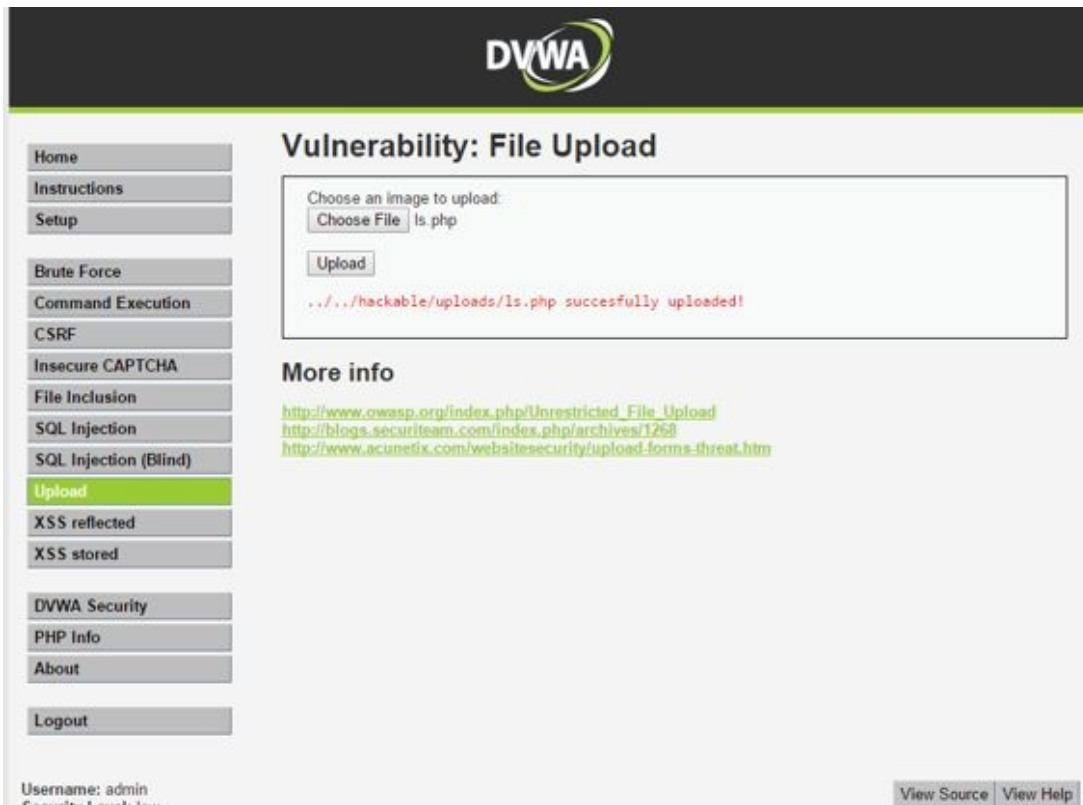 DVWA
Home
Instructions
Setup
Brute Force
Command Execution
CSRF
Insecure CAPTCHA
File Inclusion
SQL Injection
SQL Injection (Blind)
Upload
XSS reflected
XSS stored
DVWA Security
PHP Info
About
Logout
Vulnerability: File Upload
Choose an image to upload:
Choose File ls.php
Upload
../../hackable/uploads/ls.php succesfully uploaded!
More info
http://www.owasp.org/index.php/Unrestricted_File_Upload
http://blogs.securiteam.com/index.php/archives/1268
http://www.acunetix.com/websitesecurity/upload-forms-threat.htm
Username: admin
Security Level: low
View Source View Help